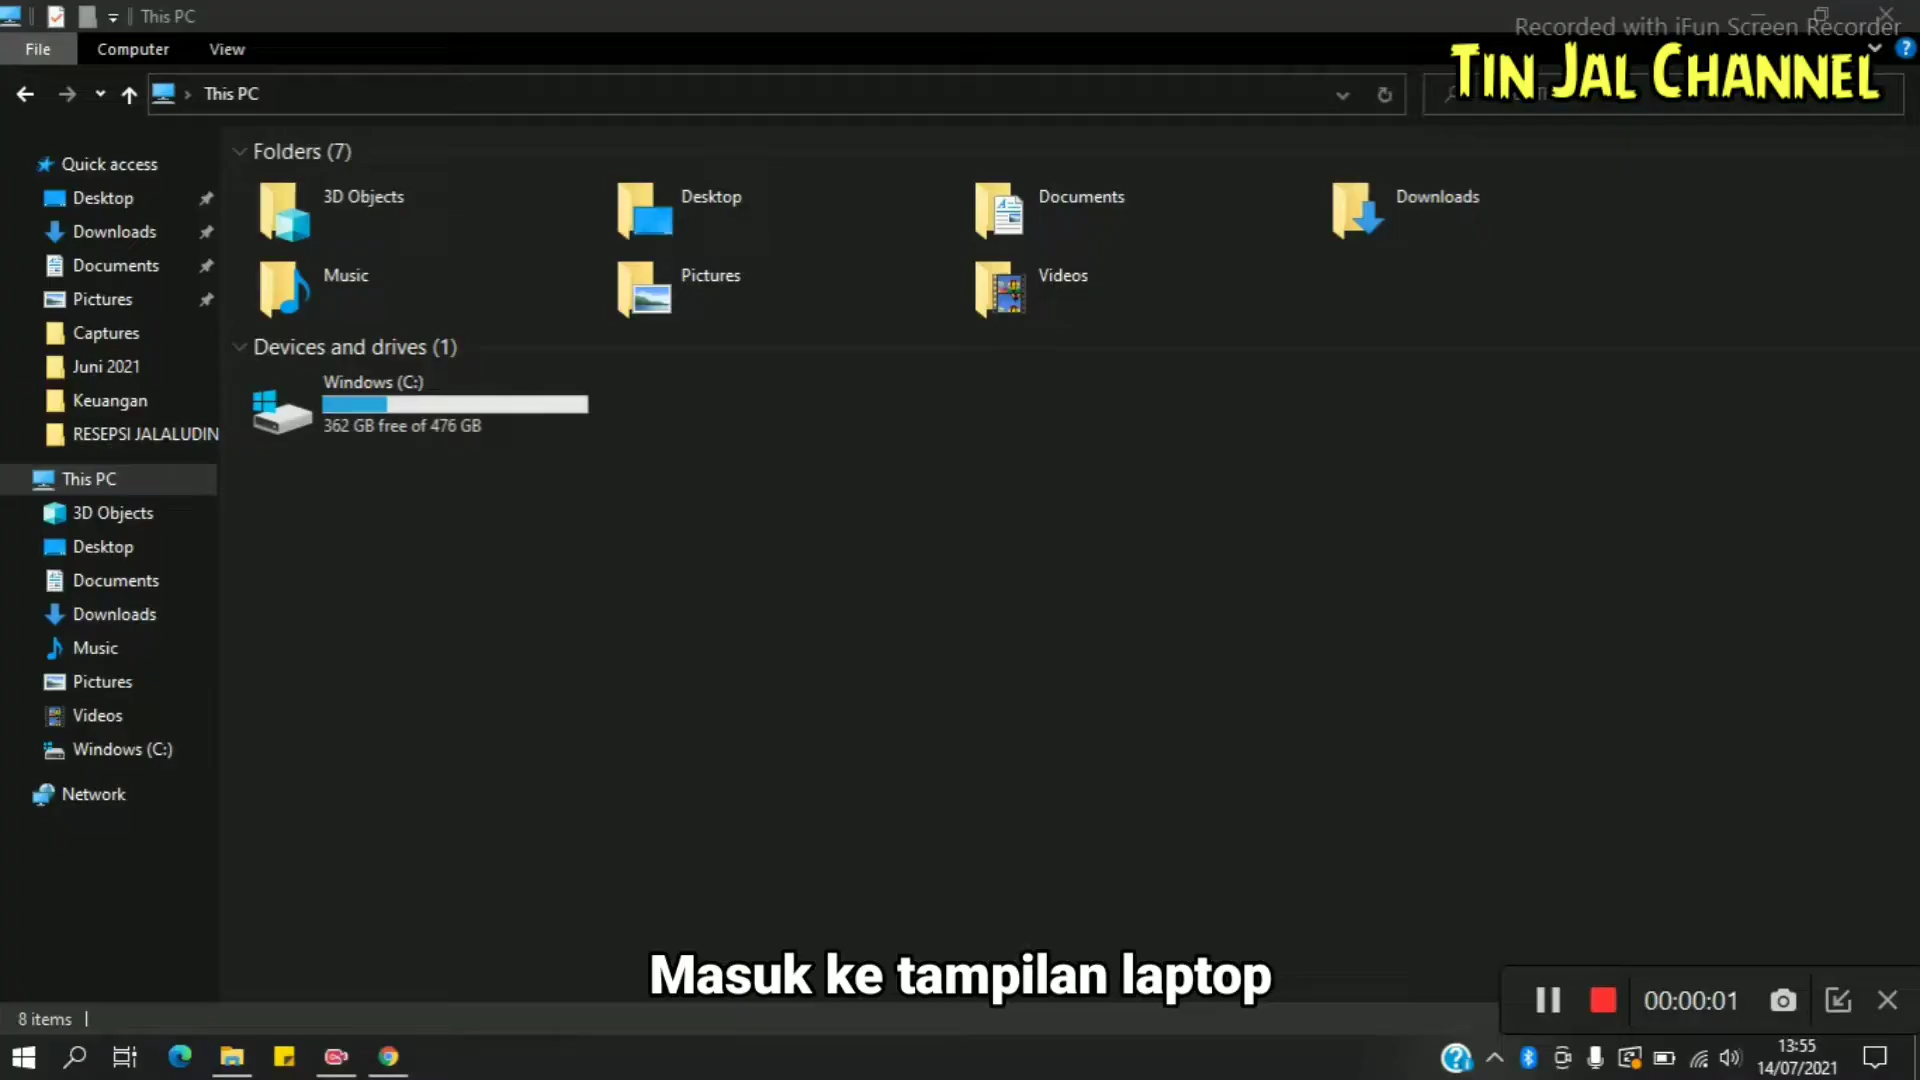 This PC
Recorded with iFun Screen Recorder
File
Computer
View
Tin Jal Channel
This PC
Quick access
Desktop
Downloads
Documents
Pictures
Captures
Juni 2021
Keuangan
RESEPSI JALALUDIN
This PC
3D Objects
Desktop
Documents
Downloads
Music
Pictures
Videos
Windows (C:)
Network
Folders (7)
3D Objects
Desktop
Documents
Downloads
Music
Pictures
Videos
Devices and drives (1)
Windows (C:)
362 GB free of 476 GB
Masuk ke tampilan laptop
00:00:01
8 items
13:55
14/07/2021